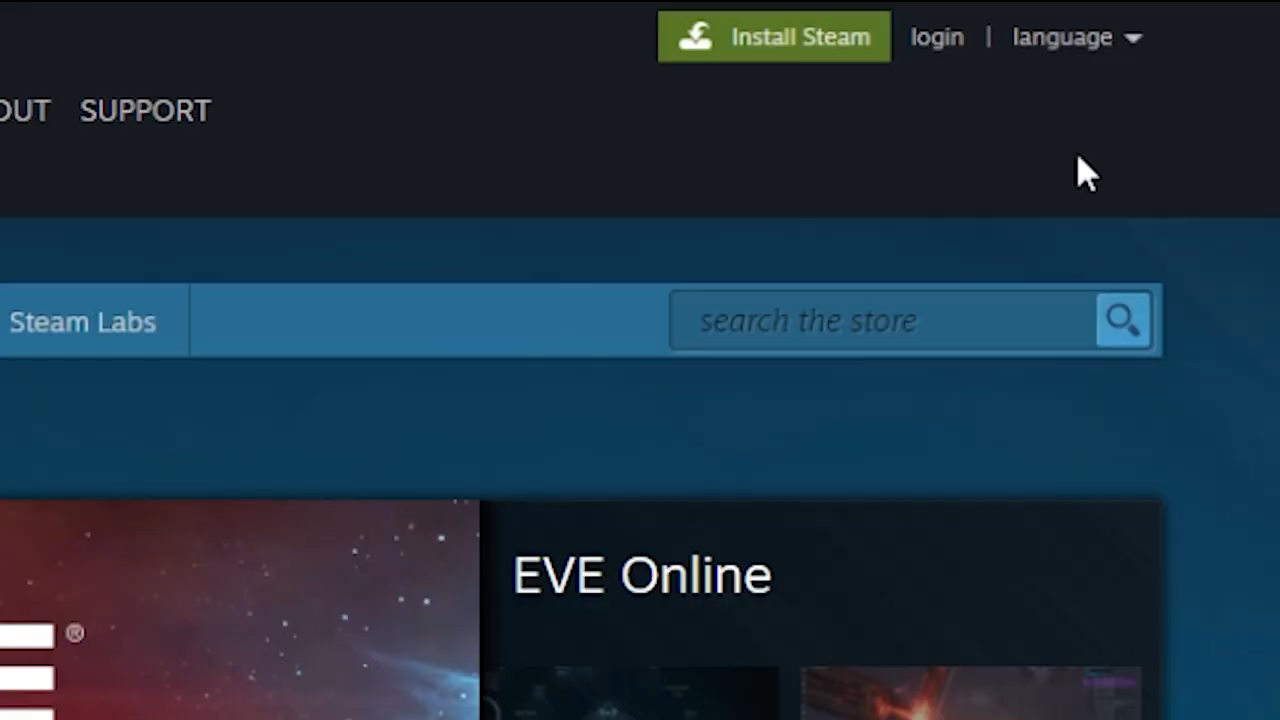 Install Steam login | language
OUT SUPPORT
Steam Labs search the store
EVE Online
®